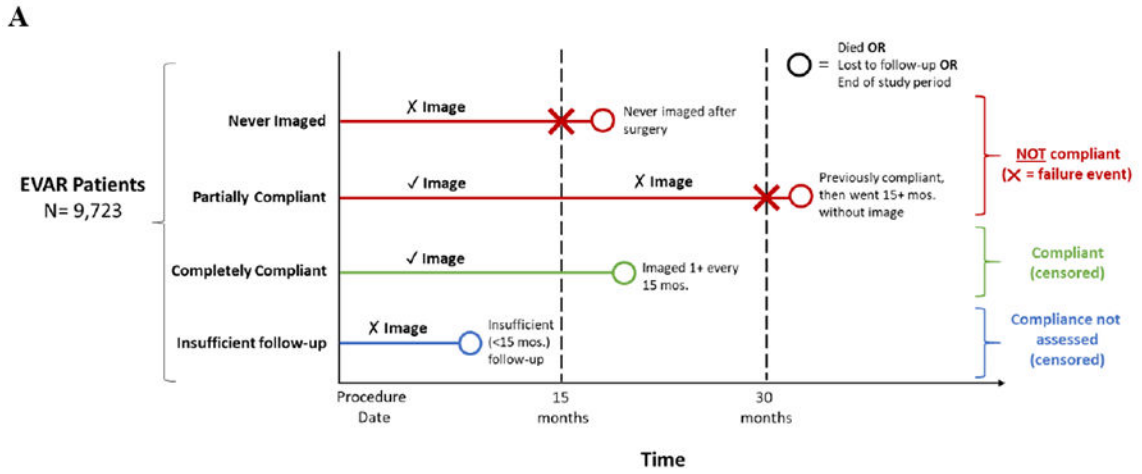 A
= Died OR
Lost to follow-up OR
End of study period
EVAR Patients
N= 9,723
Never Imaged
✗ Image
Never imaged after
surgery
Partially Compliant
✓ Image
✗ Image
Previously compliant,
then went 15+ mos.
without image
Completely Compliant
✓ Image
Imaged 1+ every
15 mos.
Insufficient follow-up
✗ Image
Insufficient
(<15 mos.)
follow-up
NOT compliant
(✕ = failure event)
Compliant
(censored)
Compliance not
assessed
(censored)
Procedure
Date
15
months
30
months
Time